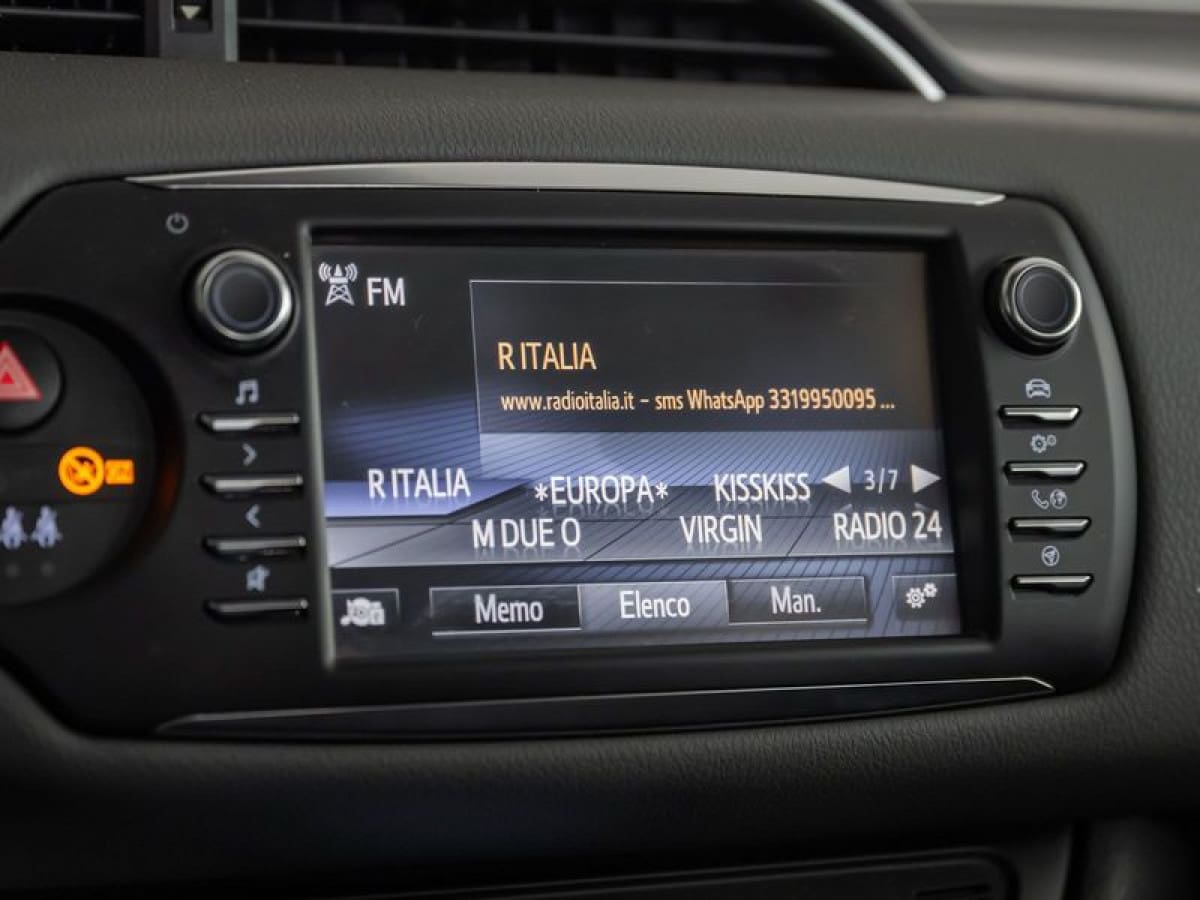 FM
R ITALIA
www.radioitalia.it - sms WhatsApp 3319950095 ...
R ITALIA *EUROPA* KISSKISS 3/7
M DUE O VIRGIN RADIO 24
Memo Elenco Man.